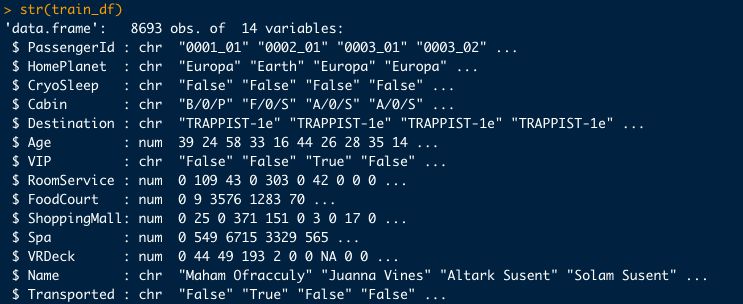 > str(train_df)
'data.frame':   8693 obs. of  14 variables:
 $ PassengerId : chr  "0001_01" "0002_01" "0003_01" "0003_02" ...
 $ HomePlanet  : chr  "Europa" "Earth" "Europa" "Europa" ...
 $ CryoSleep   : chr  "False" "False" "False" "False" ...
 $ Cabin       : chr  "B/0/P" "F/0/S" "A/0/S" "A/0/S" ...
 $ Destination : chr  "TRAPPIST-1e" "TRAPPIST-1e" "TRAPPIST-1e" "TRAPPIST-1e" ...
 $ Age         : num  39 24 58 33 16 44 26 28 35 14 ...
 $ VIP         : chr  "False" "False" "True" "False" ...
 $ RoomService : num  0 109 43 0 303 0 42 0 0 0 ...
 $ FoodCourt   : num  0 9 3576 1283 70 ...
 $ ShoppingMall: num  0 25 0 371 151 0 3 0 17 0 ...
 $ Spa         : num  0 549 6715 3329 565 ...
 $ VRDeck      : num  0 44 49 193 2 0 0 NA 0 0 ...
 $ Name        : chr  "Maham Ofracculy" "Juanna Vines" "Altark Susent" "Solam Susent" ...
 $ Transported : chr  "False" "True" "False" "False" ...